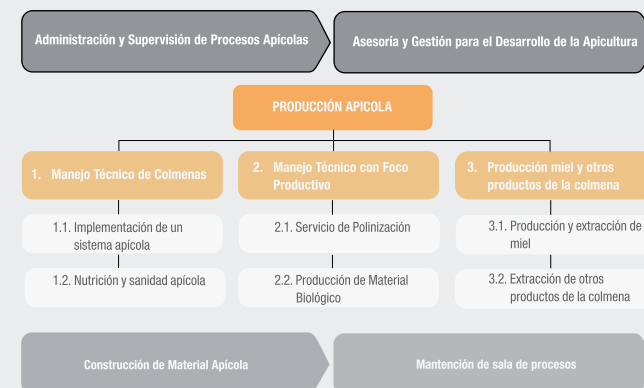 Administración y Supervisión de Procesos Apícolas
Asesoría y Gestión para el Desarrollo de la Apicultura
PRODUCCIÓN APICOLA
1. Manejo Técnico de Colmenas
2. Manejo Técnico con Foco
Productivo
3. Producción miel y otros
productos de la colmena
1.1. Implementación de un
sistema apícola
2.1. Servicio de Polinización
3.1. Producción y extracción de
miel
1.2. Nutrición y sanidad apícola
2.2. Producción de Material
Biológico
3.2. Extracción de otros
productos de la colmena
Construcción de Material Apícola
Mantención de sala de procesos